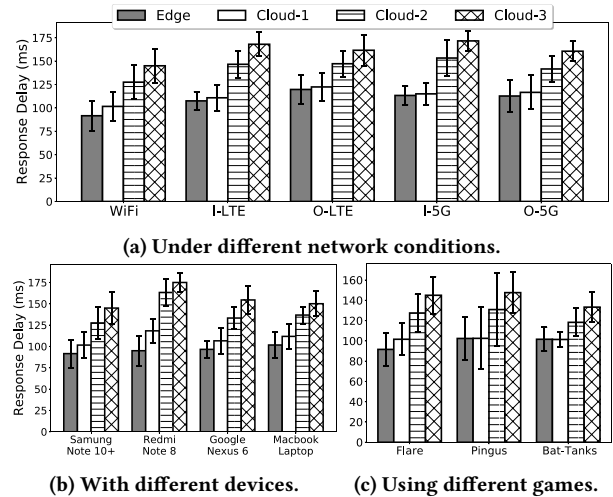 Edge Cloud-1 Cloud-2 Cloud-3
Response Delay (ms)
175
150
125
100
75
50
25
0
WiFi I-LTE O-LTE I-5G O-5G
(a) Under different network conditions.
Response Delay (ms)
175
150
125
100
75
50
25
0
Samung Redmi Google Macbook
Note 10+ Note 8 Nexus 6 Laptop
(b) With different devices.
160
140
120
100
80
60
40
20
0
Flare Pingus Bat-Tanks
(c) Using different games.